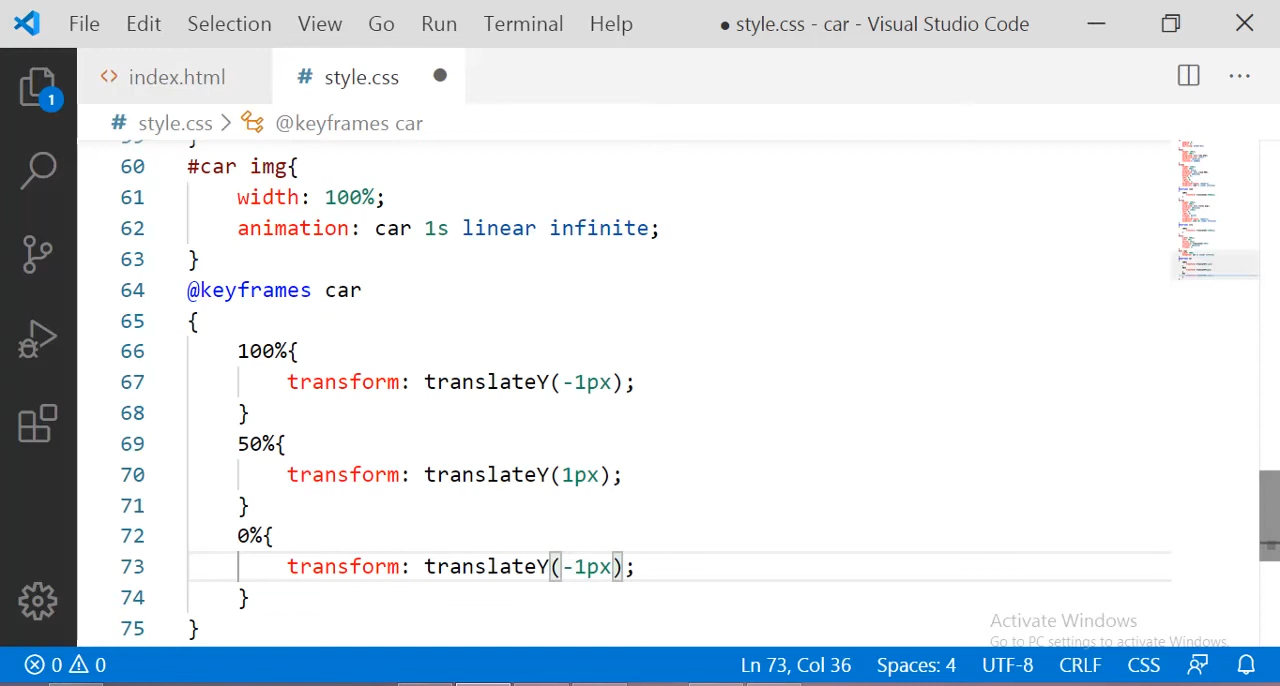 File Edit Selection View Go Run Terminal Help ● style.css - car - Visual Studio Code
<> index.html # style.css ●
# style.css > @keyframes car
1
60 #car img{
61 width: 100%;
62 animation: car 1s linear infinite;
63 }
64 @keyframes car
65 {
66 100%{
67 transform: translateY(-1px);
68 }
69 50%{
70 transform: translateY(1px);
71 }
72 0%{
73 transform: translateY(-1px);
74 }
75 }
Activate Windows
Go to PC settings to activate Windows.
0 0 Ln 73, Col 36 Spaces: 4 UTF-8 CRLF CSS